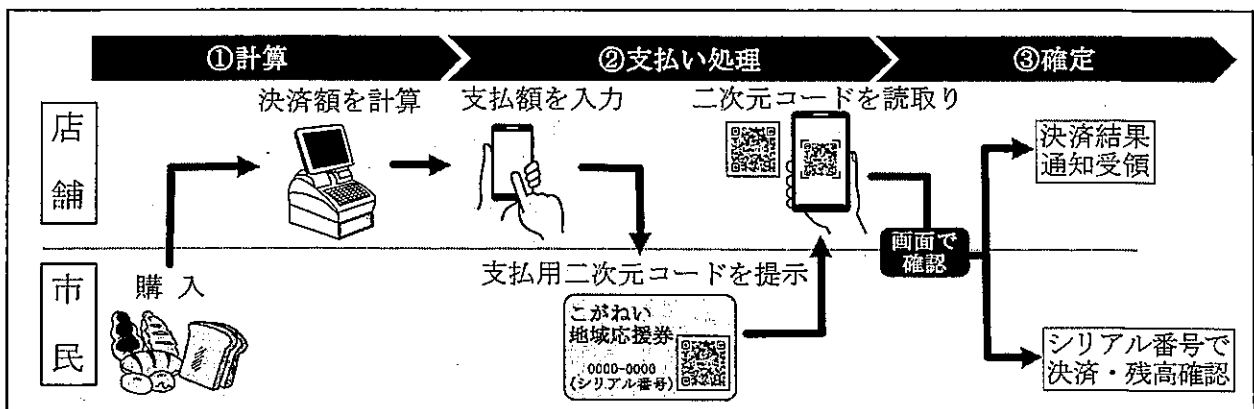 ①計算
②支払い処理
③確定
店舗
決済額を計算
支払額を入力
二次元コードを読取り
決済結果
通知受領
画面で
確認
市民
購入
支払用二次元コードを提示
こがねい
地域応援券
0000-0000
(シリアル番号)
シリアル番号で
決済・残高確認